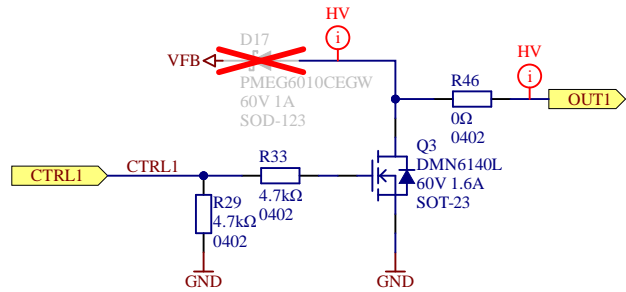 HV
i
D17
VFB
PMEG6010CEGW
60V 1A
SOD-123
HV
i
R46
OUT1
0Ω
0402
Q3
DMN6140L
60V 1.6A
SOT-23
CTRL1
CTRL1
R33
4.7kΩ
0402
R29
4.7kΩ
0402
GND
GND